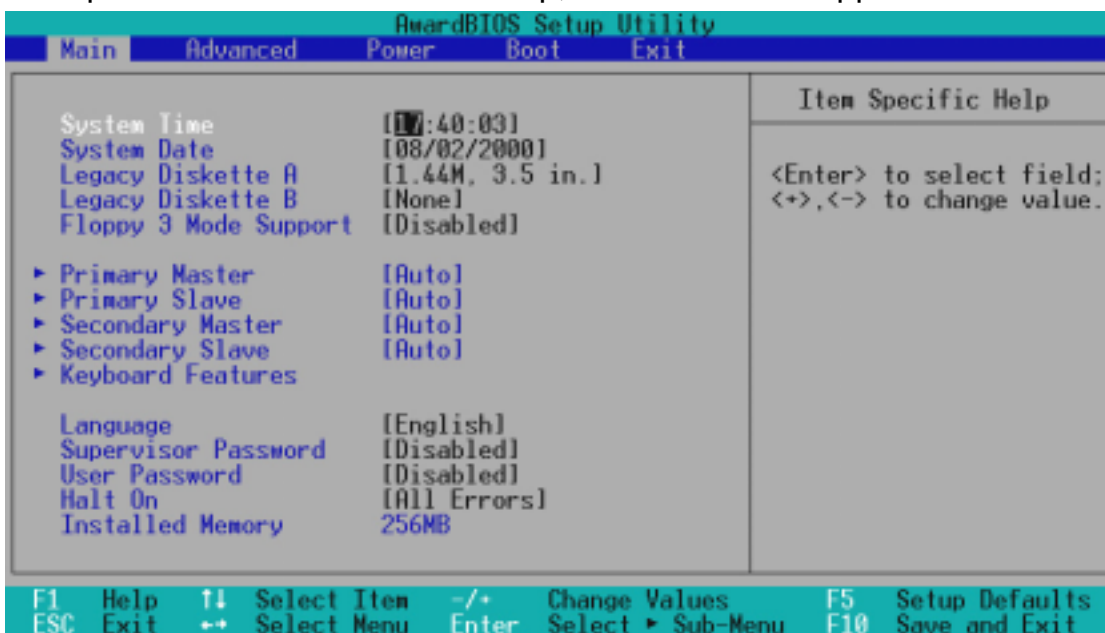 AwardBIOS Setup Utility
Main Advanced Power Boot Exit
Item Specific Help
System Time [17:40:03]
System Date [08/02/2000]
Legacy Diskette A [1.44M, 3.5 in.]
Legacy Diskette B [None]
Floppy 3 Mode Support [Disabled]
<Enter> to select field;
<+>,<-> to change value.
▸ Primary Master [Auto]
▸ Primary Slave [Auto]
▸ Secondary Master [Auto]
▸ Secondary Slave [Auto]
▸ Keyboard Features
Language [English]
Supervisor Password [Disabled]
User Password [Disabled]
Halt On [All Errors]
Installed Memory 256MB
F1 Help ↑↓ Select Item -/+ Change Values F5 Setup Defaults
ESC Exit ←→ Select Menu Enter Select ▸ Sub-Menu F10 Save and Exit